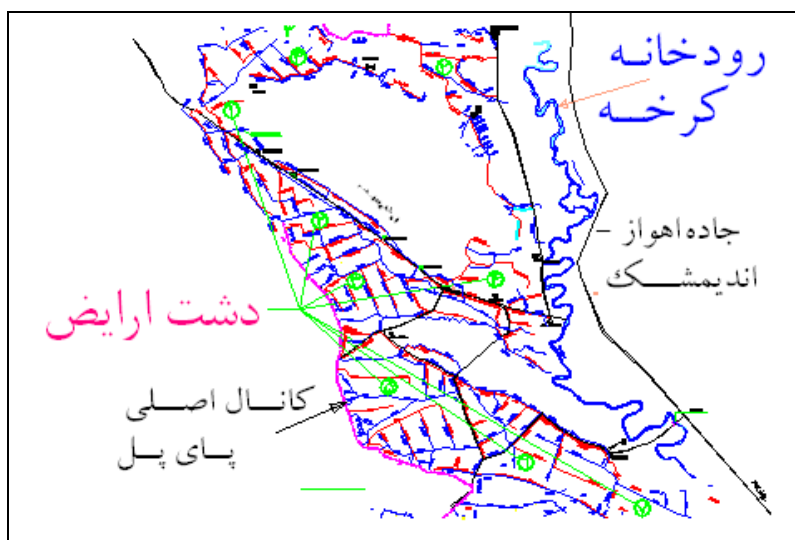 رودخانه
کرخه
جاده اهواز
اندیمشک
دشت ارایض
کانال اصلی
پای پل